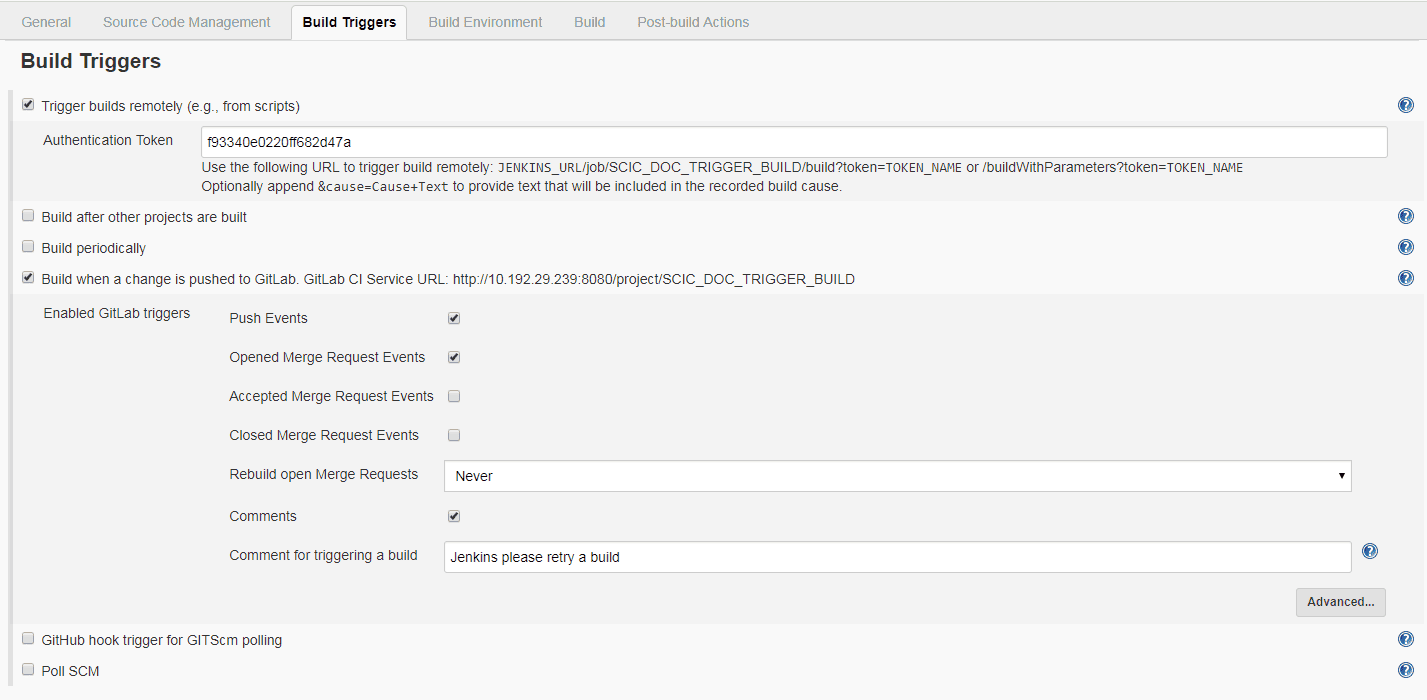 General Source Code Management Build Triggers Build Environment Build Post-build Actions
Build Triggers
Trigger builds remotely (e.g., from scripts)
Authentication Token f93340e0220ff682d47a
Use the following URL to trigger build remotely: JENKINS_URL/job/SCIC_DOC_TRIGGER_BUILD/build?token=TOKEN_NAME or /buildWithParameters?token=TOKEN_NAME
Optionally append &cause=Cause+Text to provide text that will be included in the recorded build cause.
Build after other projects are built
Build periodically
Build when a change is pushed to GitLab. GitLab CI Service URL: http://10.192.29.239:8080/project/SCIC_DOC_TRIGGER_BUILD
Enabled GitLab triggers Push Events
Opened Merge Request Events
Accepted Merge Request Events
Closed Merge Request Events
Rebuild open Merge Requests Never
Comments
Comment for triggering a build Jenkins please retry a build
Advanced...
GitHub hook trigger for GITScm polling
Poll SCM